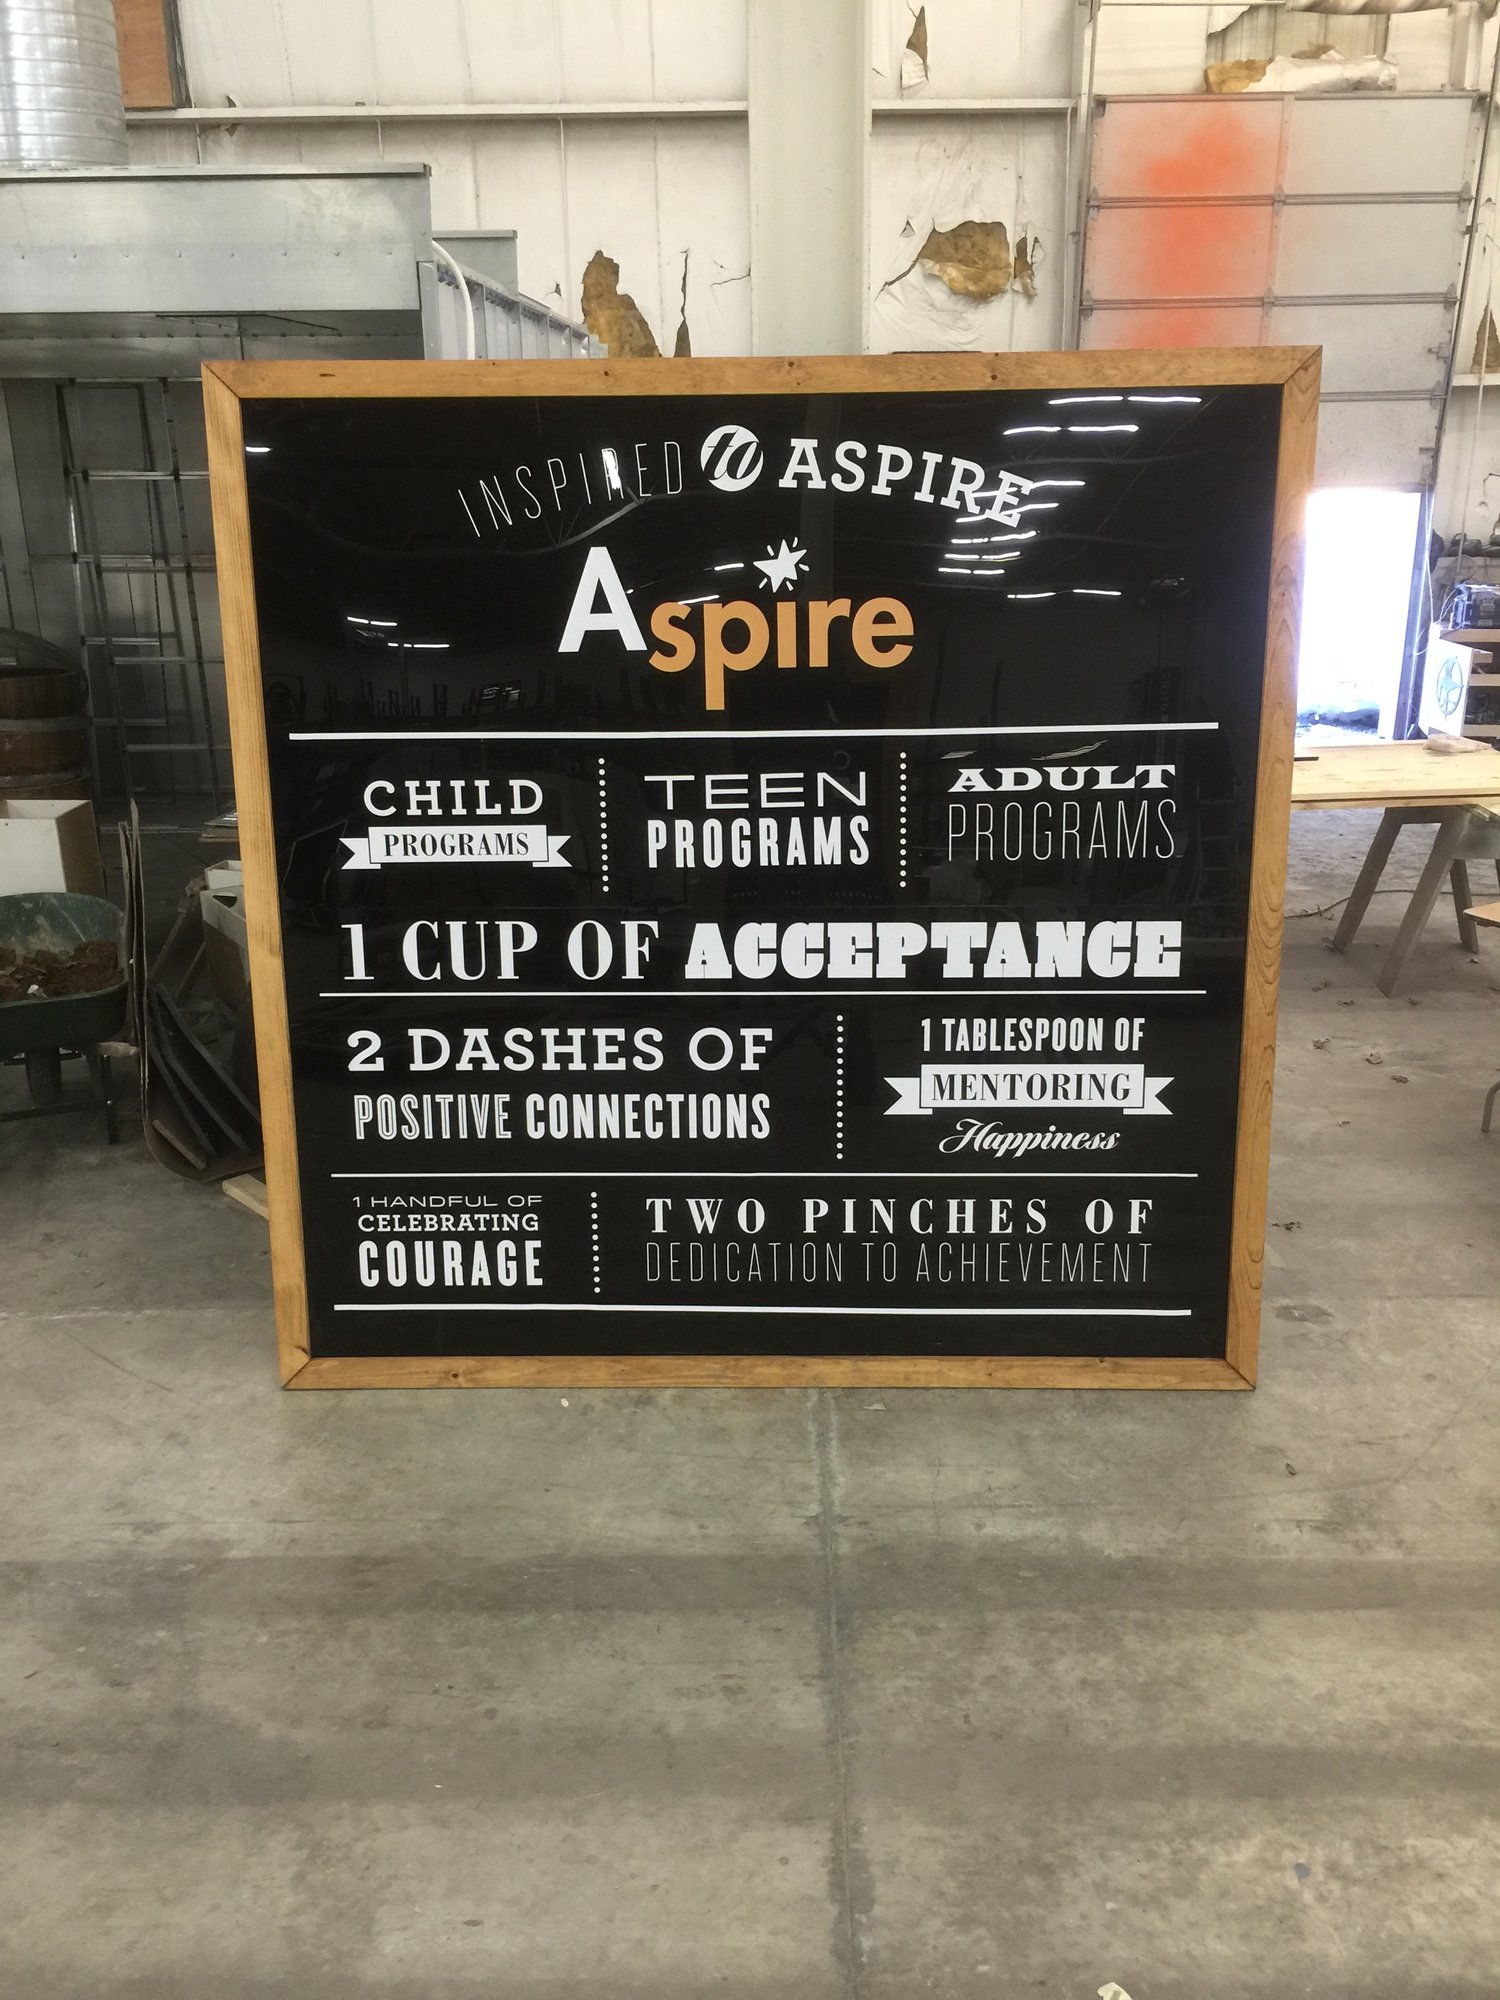 INSPIRED to ASPIRE
Aspire
CHILD
PROGRAMS
TEEN
PROGRAMS
ADULT
PROGRAMS
1 CUP OF ACCEPTANCE
2 DASHES OF
POSITIVE CONNECTIONS
1 TABLESPOON OF
MENTORING
Happiness
1 HANDFUL OF
CELEBRATING
COURAGE
TWO PINCHES OF
DEDICATION TO ACHIEVEMENT